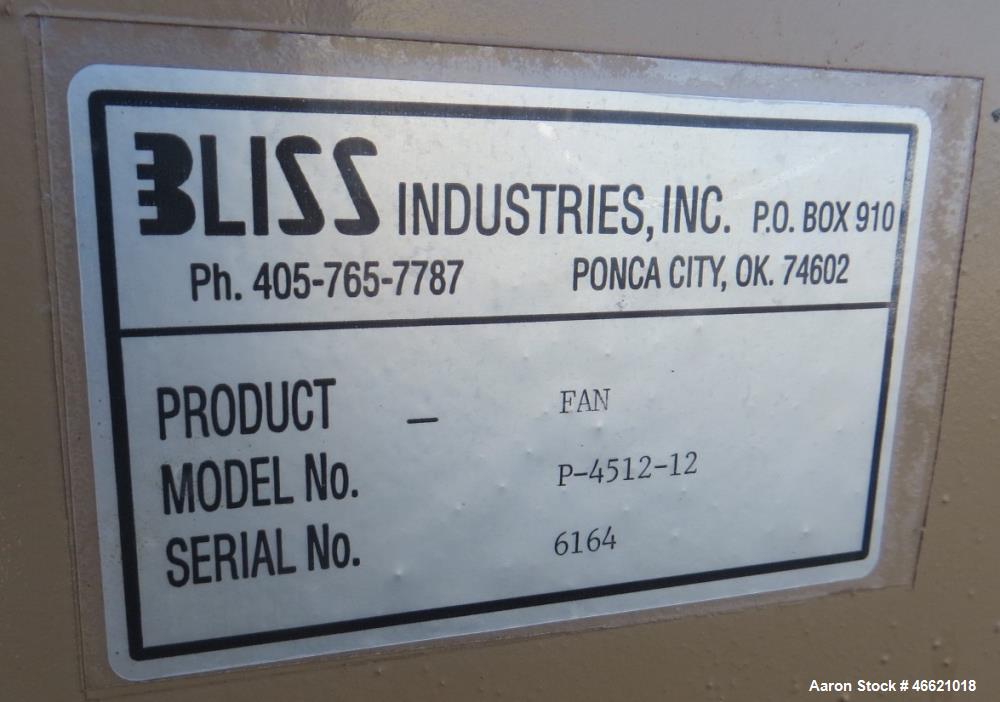 BLISS INDUSTRIES, INC. P.O. BOX 910
Ph. 405-765-7787 PONCA CITY, OK. 74602
PRODUCT — FAN
MODEL No. P-4512-12
SERIAL No. 6164
Aaron Stock # 46621018